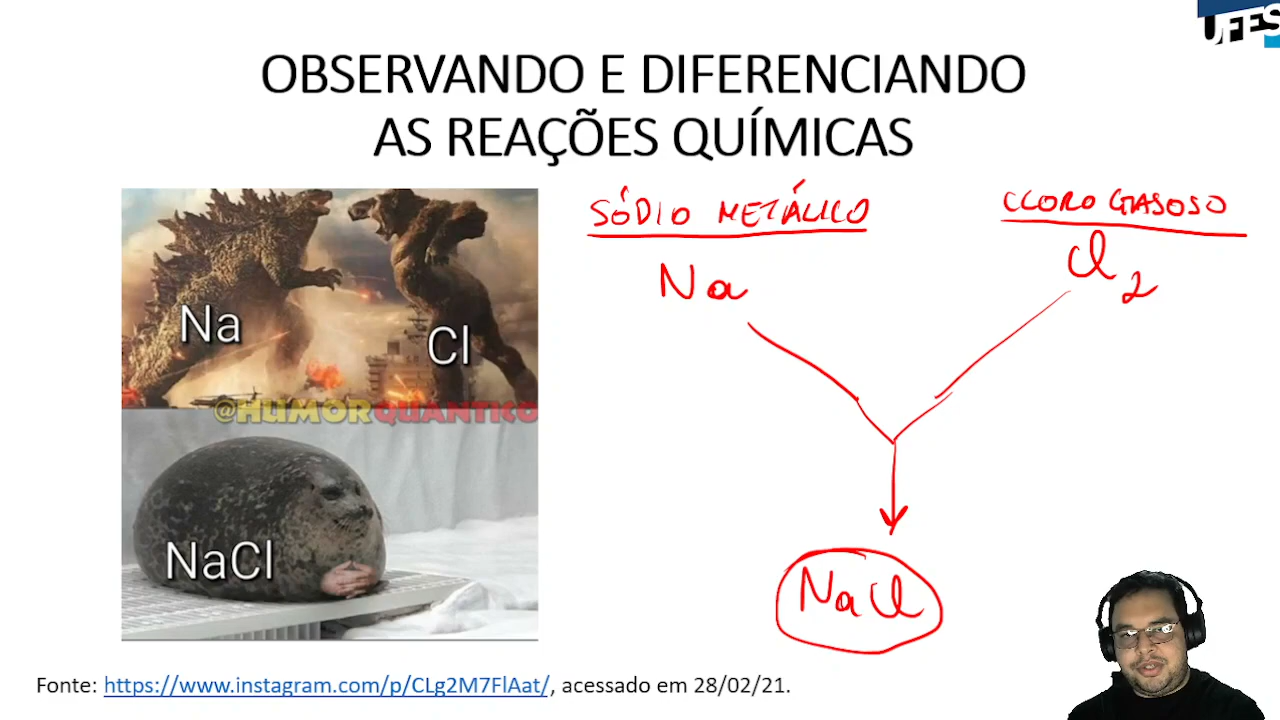 UFES
OBSERVANDO E DIFERENCIANDO
AS REAÇÕES QUÍMICAS
Na
Cl
@HUMORQUANTICO
NaCl
SÓDIO METÁLICO
Na
CLORO GASOSO
Cl2
NaCl
Fonte: https://www.instagram.com/p/CLg2M7FlAat/, acessado em 28/02/21.